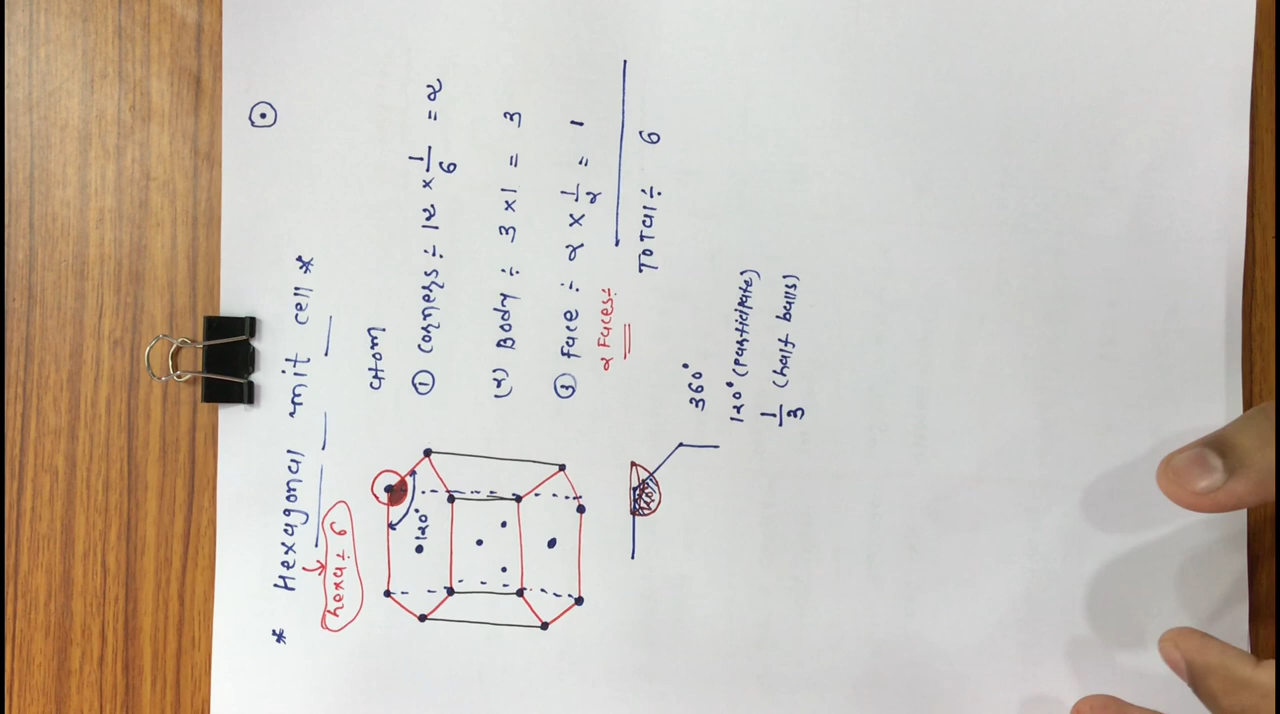 * Hexagonal unit cell *
hexa ÷ 6
Atom
① Corners ÷ 12 × 1/6 = 2
(2) Body ÷ 3 × 1 = 3
③ Face ÷ 2 × 1/2 = 1
2 Faces ÷
Total ÷ 6
120°
360°
120° (Participate)
1/3 (half balls)